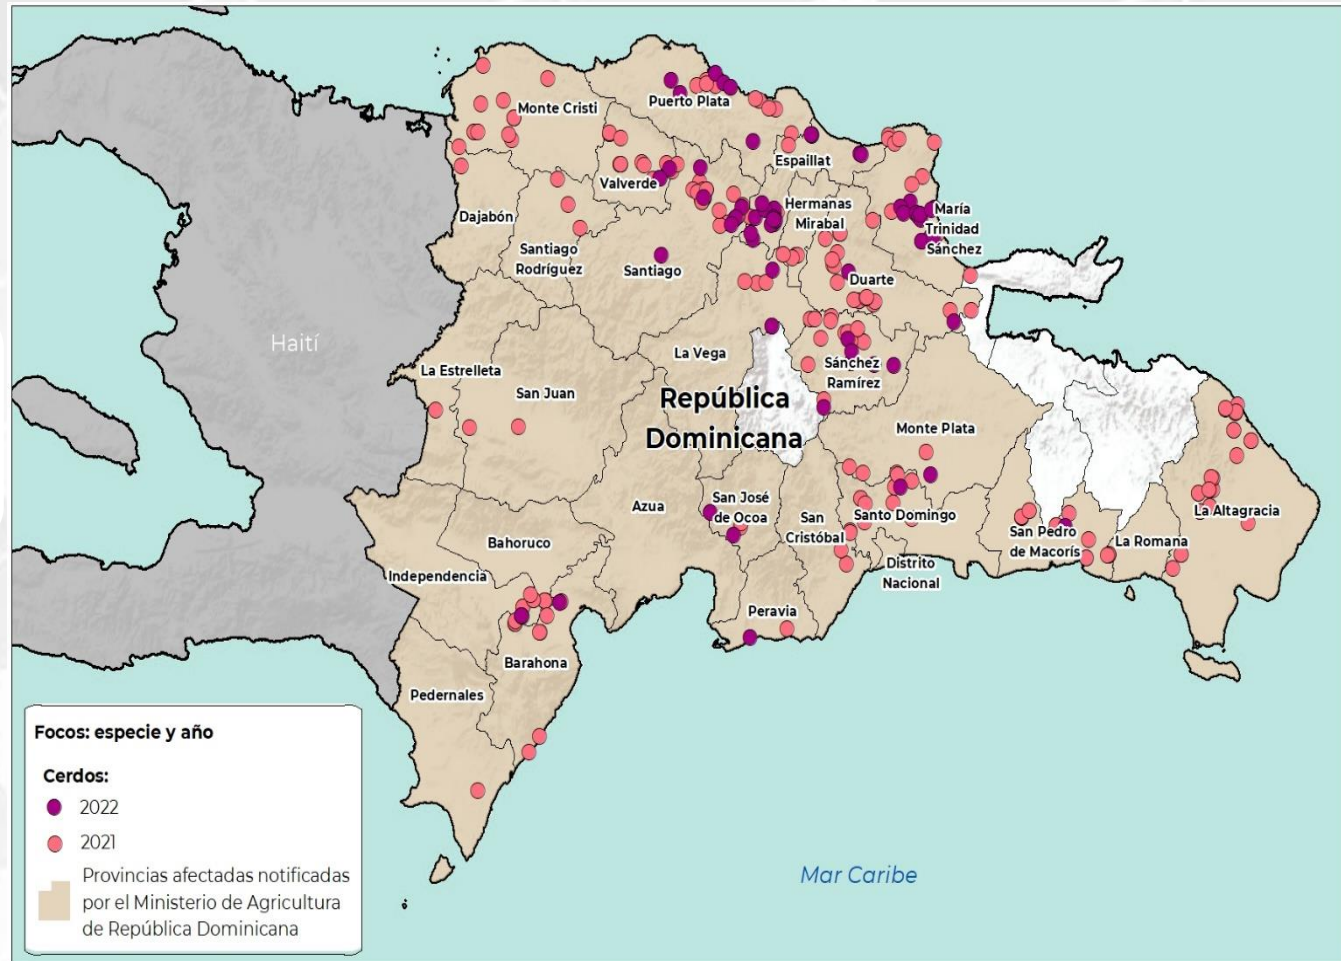 Monte Cristi
Puerto Plata
Espaillat
Valverde
Hermanas
Mirabal
Dajabón
María
Trinidad
Sánchez
Santiago
Rodríguez
Santiago
Duarte
Haití
La Vega
La Estrelleta
San Juan
Sánchez
Ramírez
República
Dominicana
Monte Plata
Azua
San José
de Ocoa
San
Cristóbal
Santo Domingo
La Altagracia
San Pedro
de Macorís
La Romana
Bahoruco
Independencia
Distrito
Nacional
Peravia
Barahona
Pedernales
Focos: especie y año
Cerdos:
2022
2021
Provincias afectadas notificadas
por el Ministerio de Agricultura
de República Dominicana
Mar Caribe